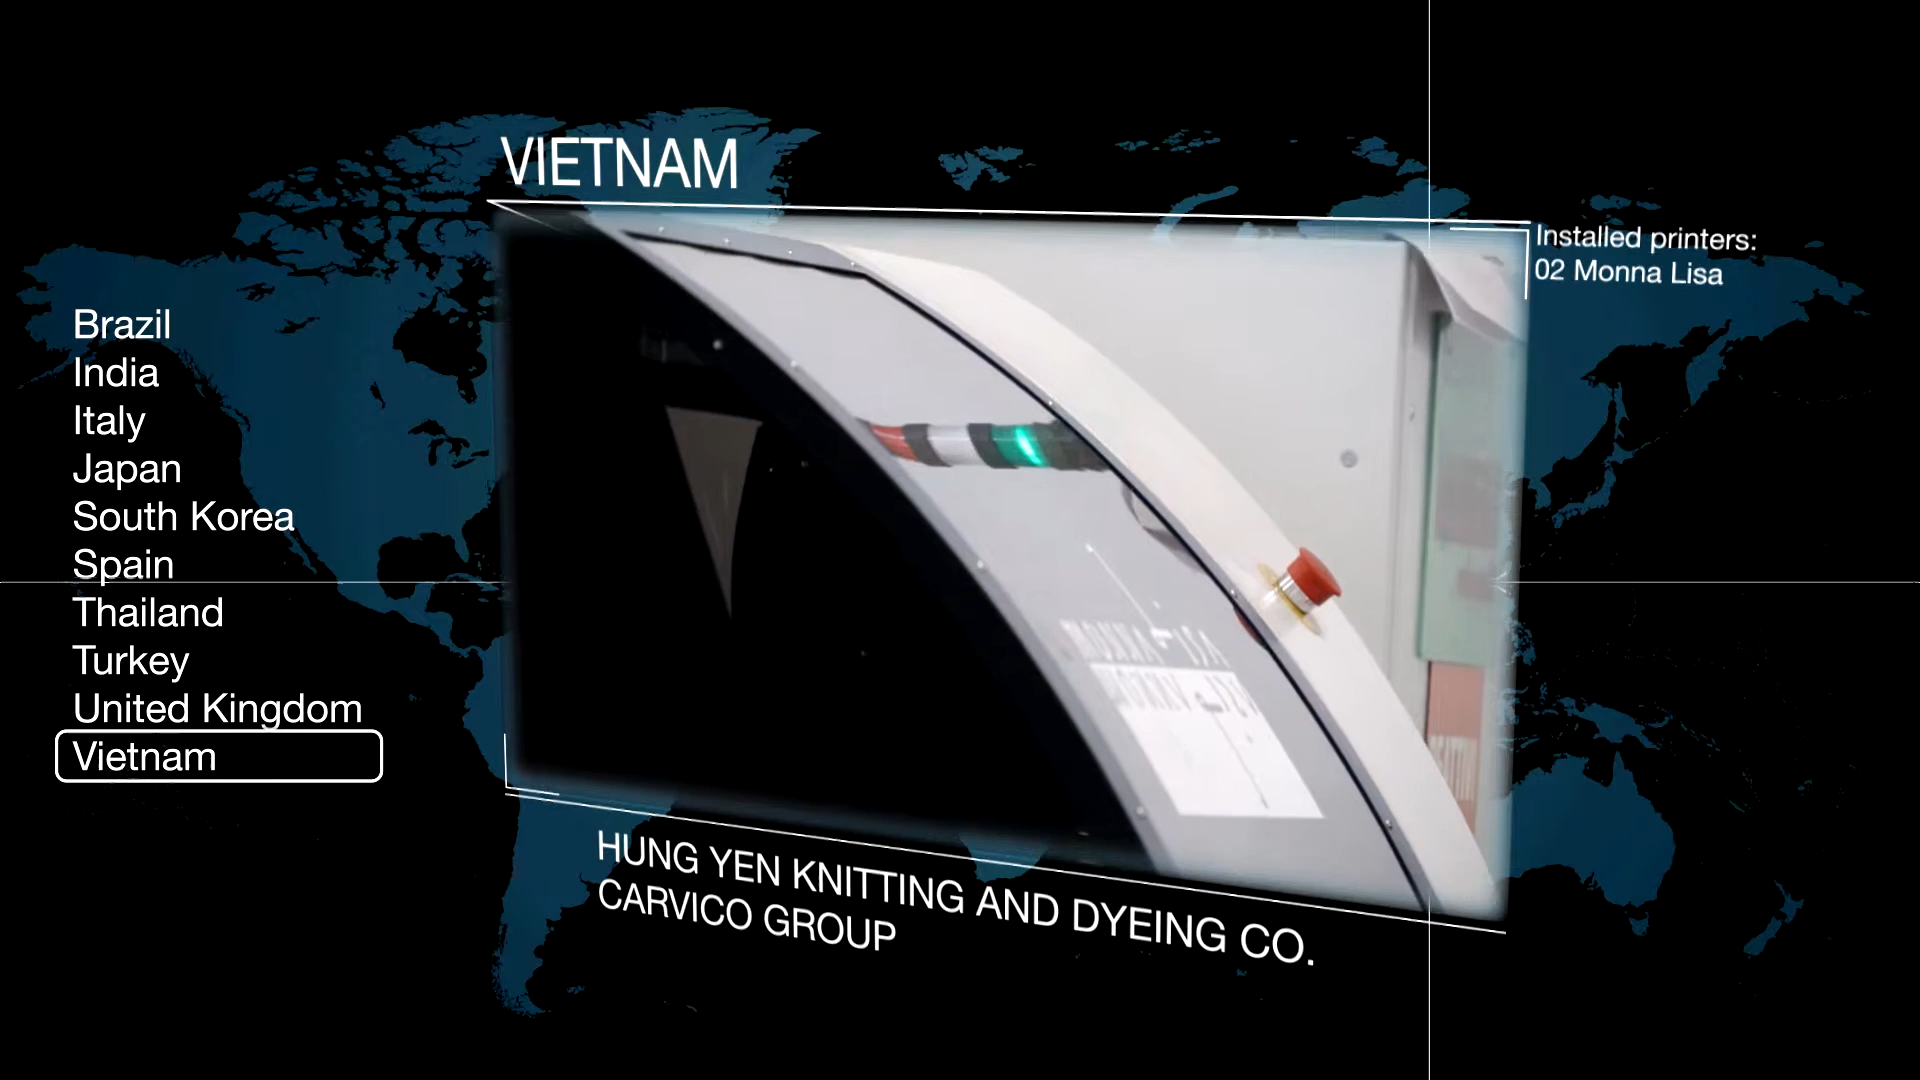 VIETNAM
Installed printers:
02 Monna Lisa
Brazil
India
Italy
Japan
South Korea
Spain
Thailand
Turkey
United Kingdom
Vietnam
HUNG YEN KNITTING AND DYEING CO.
CARVICO GROUP